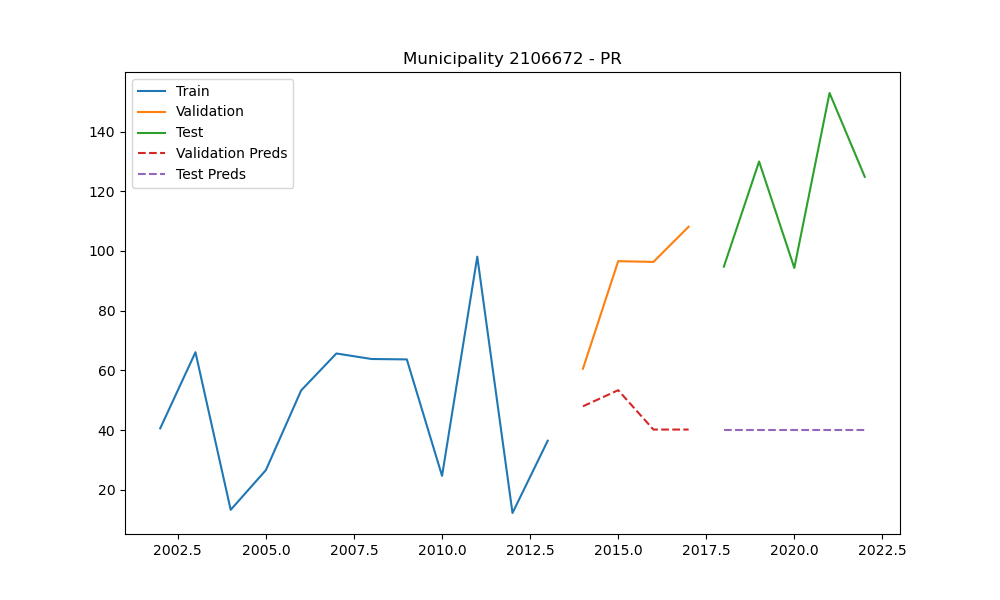 Municipality 2106672 - PR
Train
Validation
Test
Validation Preds
Test Preds
140
120
100
80
60
40
20
2002.5 2005.0 2007.5 2010.0 2012.5 2015.0 2017.5 2020.0 2022.5